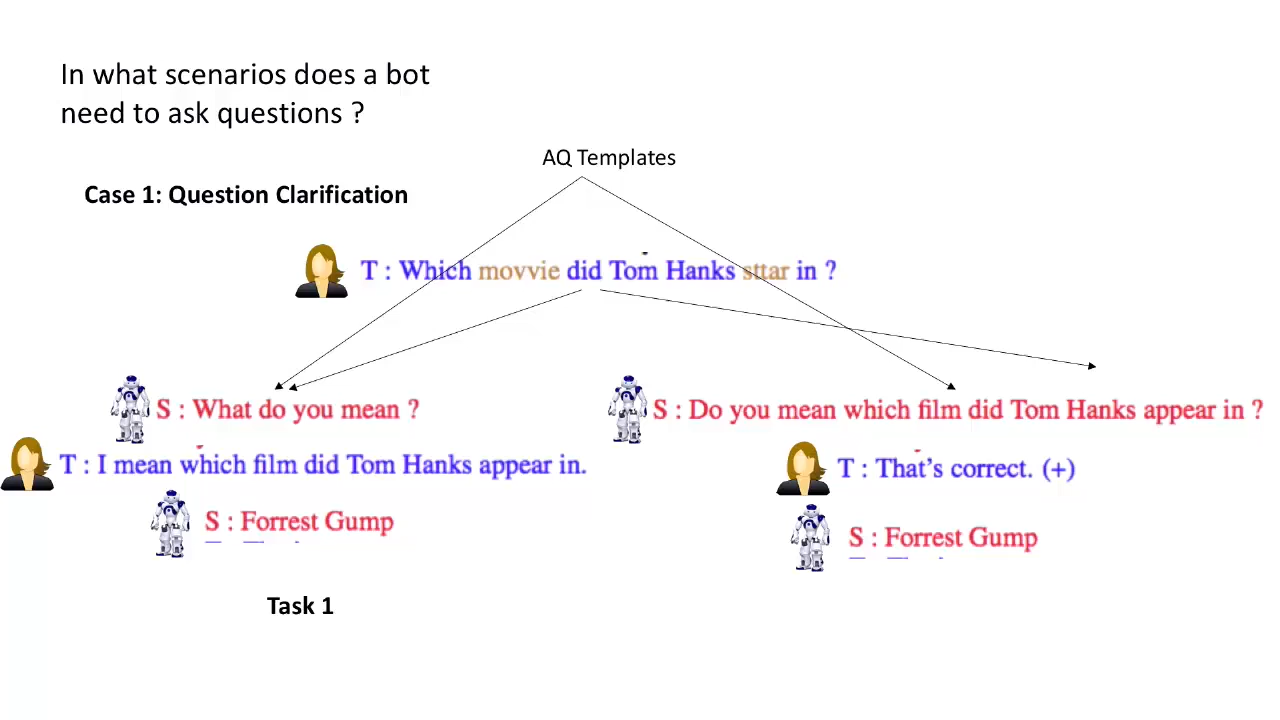 In what scenarios does a bot
need to ask questions ?
AQ Templates
Case 1: Question Clarification
T : Which movvie did Tom Hanks sttar in ?
S : What do you mean ?
T : I mean which film did Tom Hanks appear in.
S : Forrest Gump
S : Do you mean which film did Tom Hanks appear in ?
T : That's correct. (+)
S : Forrest Gump
Task 1